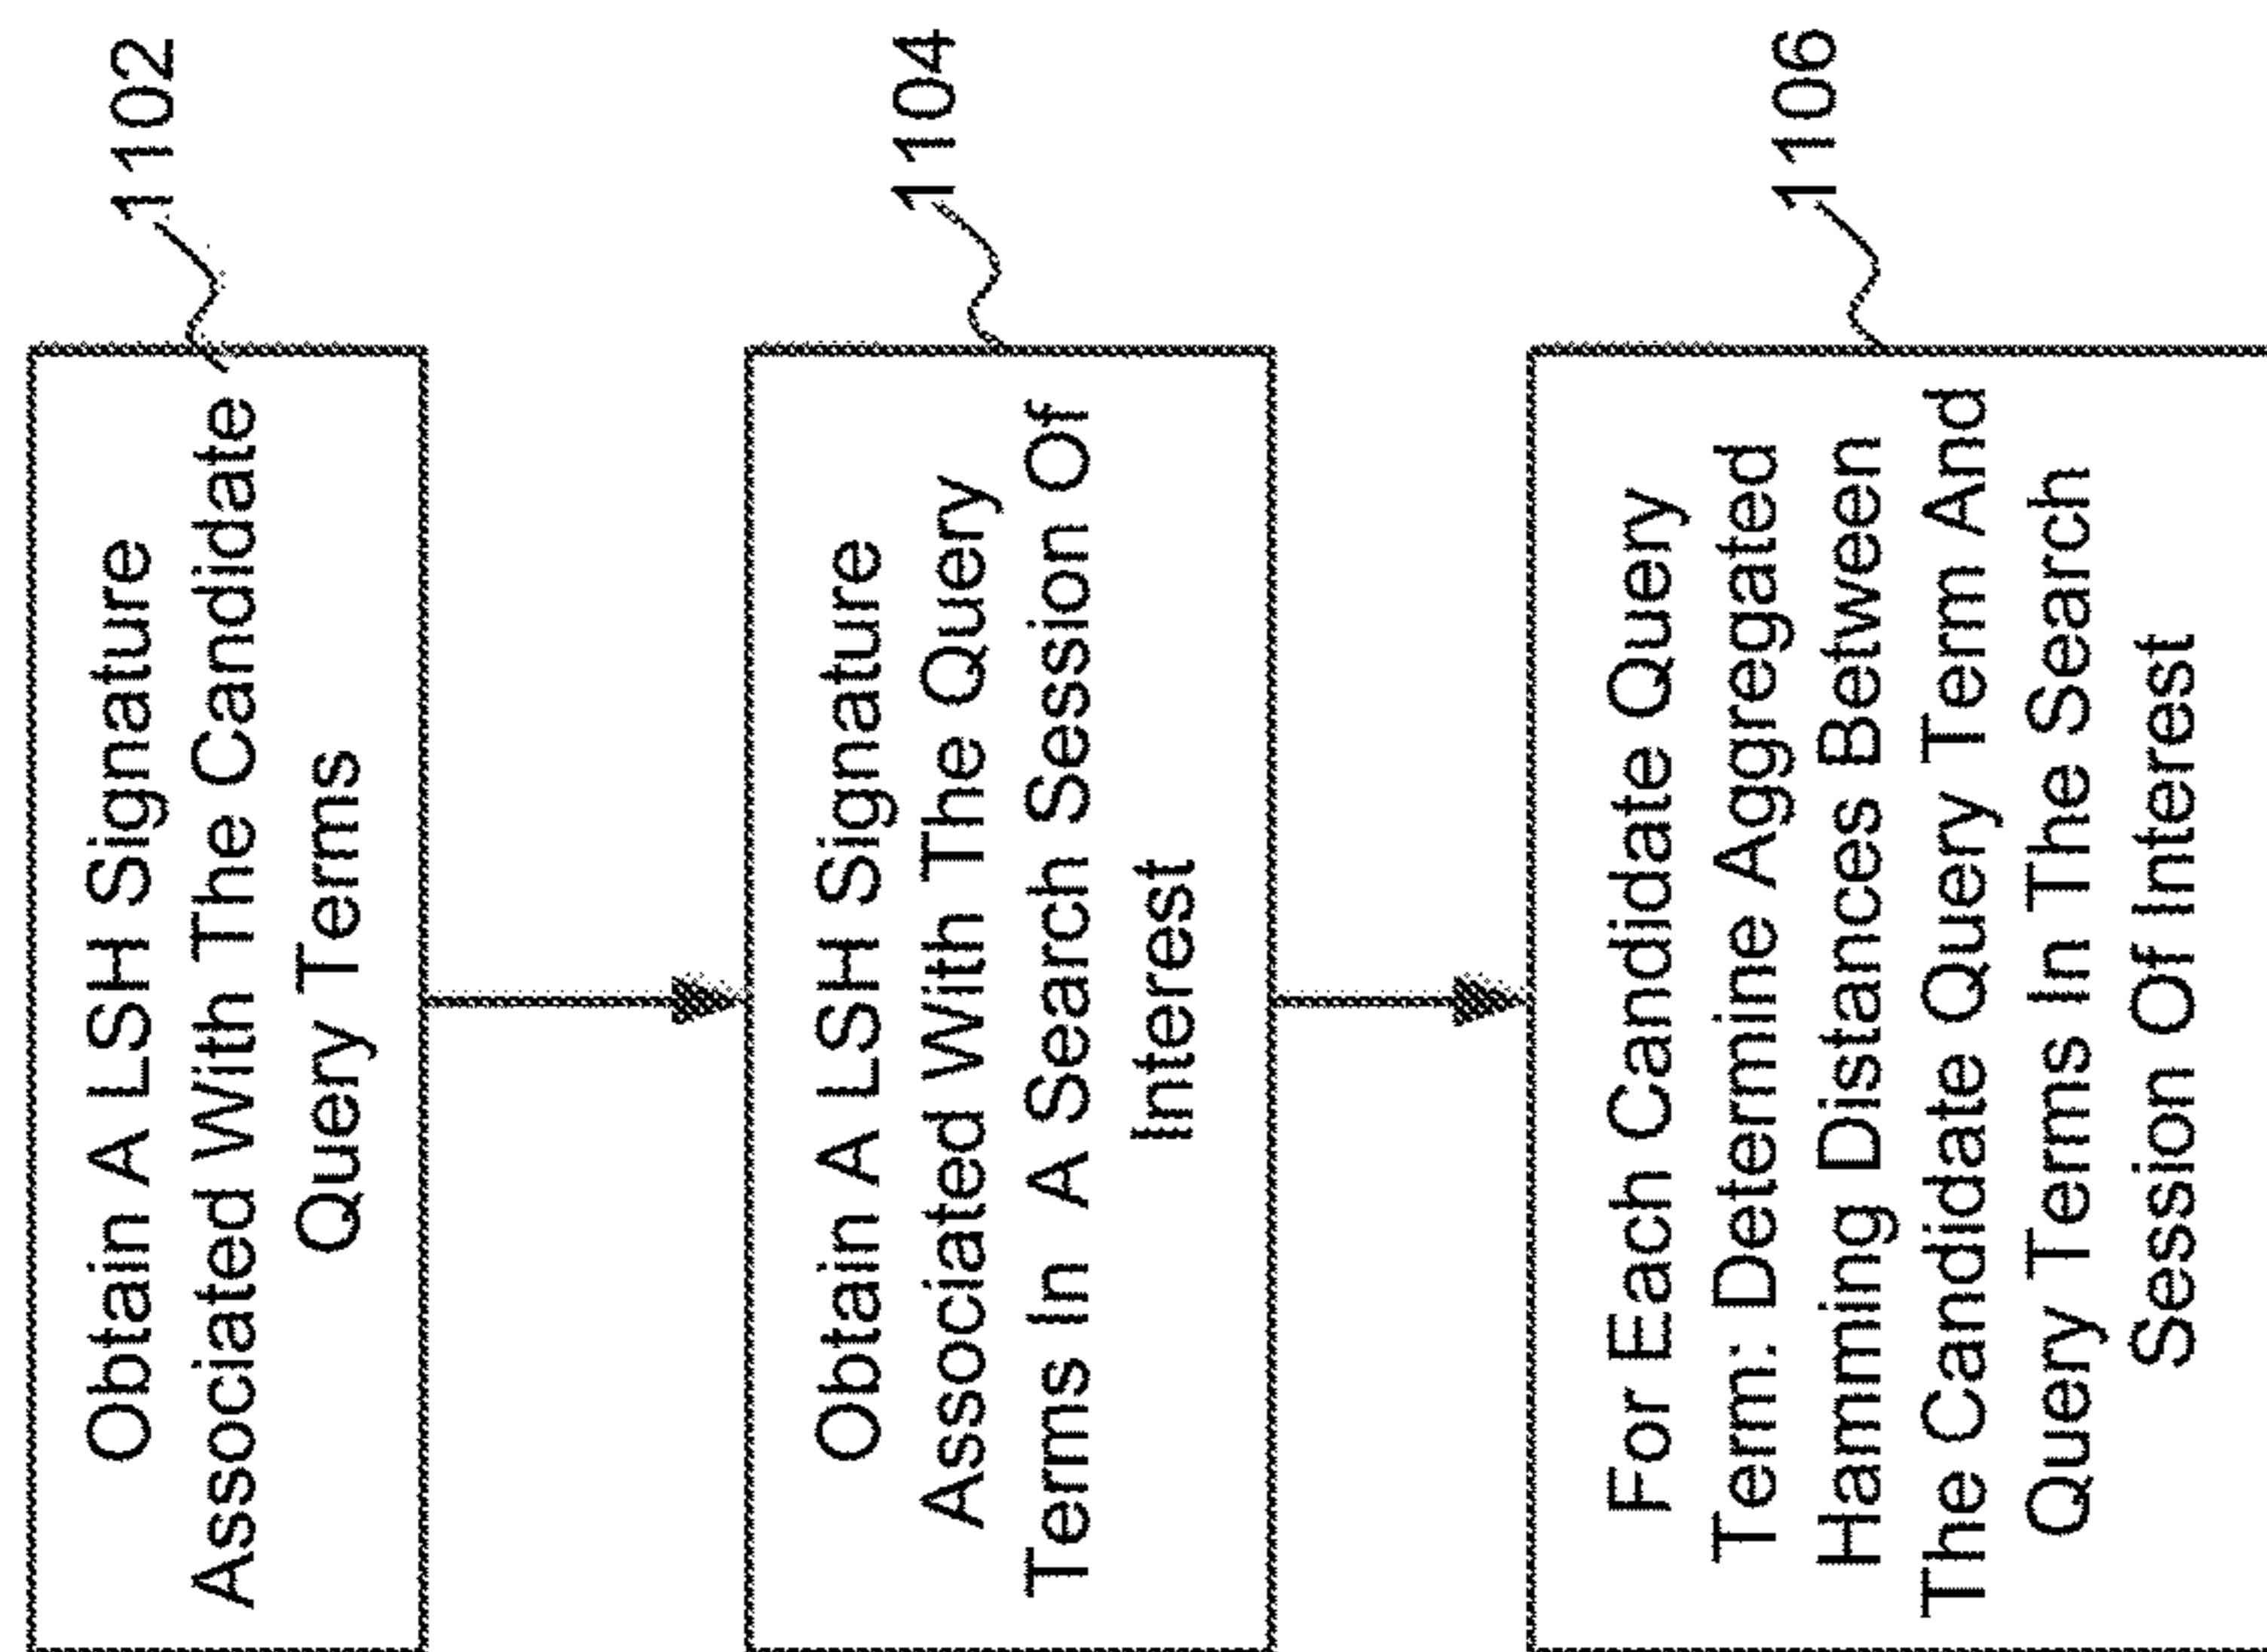 Obtain A LSH Signature
Associated With The Candidate
Query Terms
1102
Obtain A LSH Signature
Associated With The Query
Terms In A Search Session Of
Interest
1104
For Each Candidate Query
Term: Determine Aggregated
Hamming Distances Between
The Candidate Query Term And
Query Terms In The Search
Session Of Interest
1106